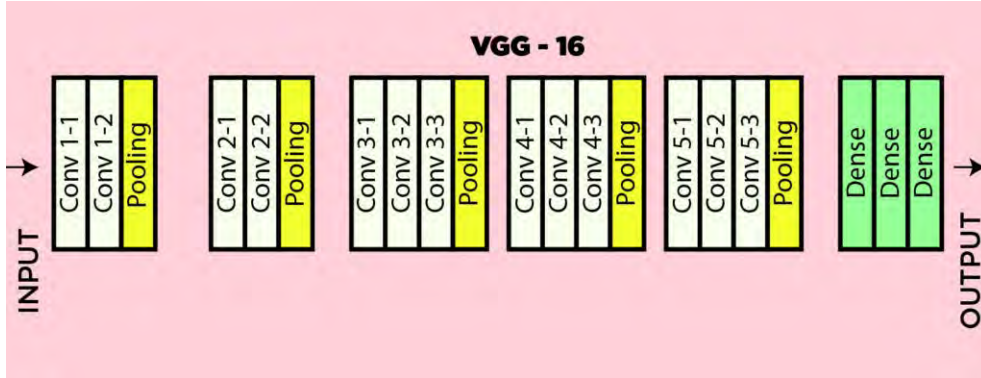 VGG - 16
INPUT
Conv 1-1
Conv 1-2
Pooling
Conv 2-1
Conv 2-2
Pooling
Conv 3-1
Conv 3-2
Conv 3-3
Pooling
Conv 4-1
Conv 4-2
Conv 4-3
Pooling
Conv 5-1
Conv 5-2
Conv 5-3
Pooling
Dense
Dense
Dense
OUTPUT